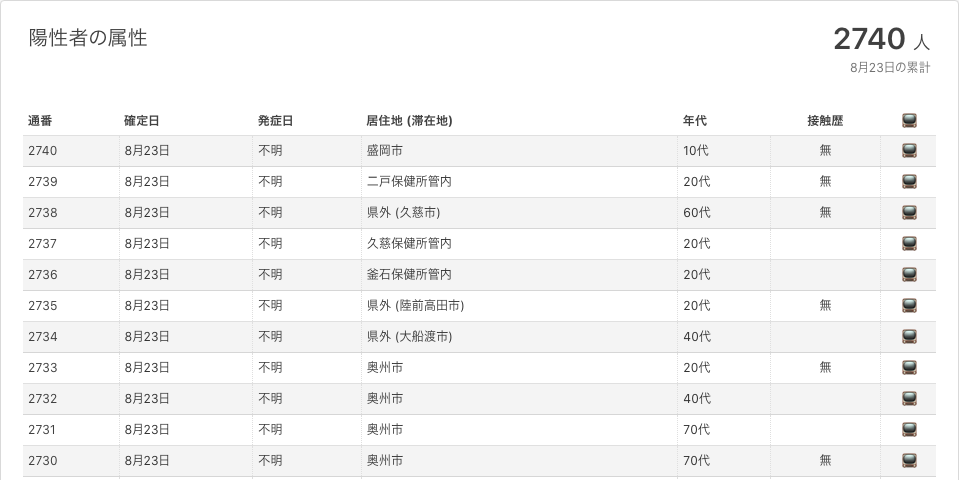 陽性者の属性
2740 人
8月23日の累計
通番 確定日 発症日 居住地 (滞在地) 年代 接触歴
2740 8月23日 不明 盛岡市 10代 無
2739 8月23日 不明 二戸保健所管内 20代 無
2738 8月23日 不明 県外 (久慈市) 60代 無
2737 8月23日 不明 久慈保健所管内 20代
2736 8月23日 不明 釜石保健所管内 20代
2735 8月23日 不明 県外 (陸前高田市) 20代 無
2734 8月23日 不明 県外 (大船渡市) 40代
2733 8月23日 不明 奥州市 20代 無
2732 8月23日 不明 奥州市 40代
2731 8月23日 不明 奥州市 70代
2730 8月23日 不明 奥州市 70代 無